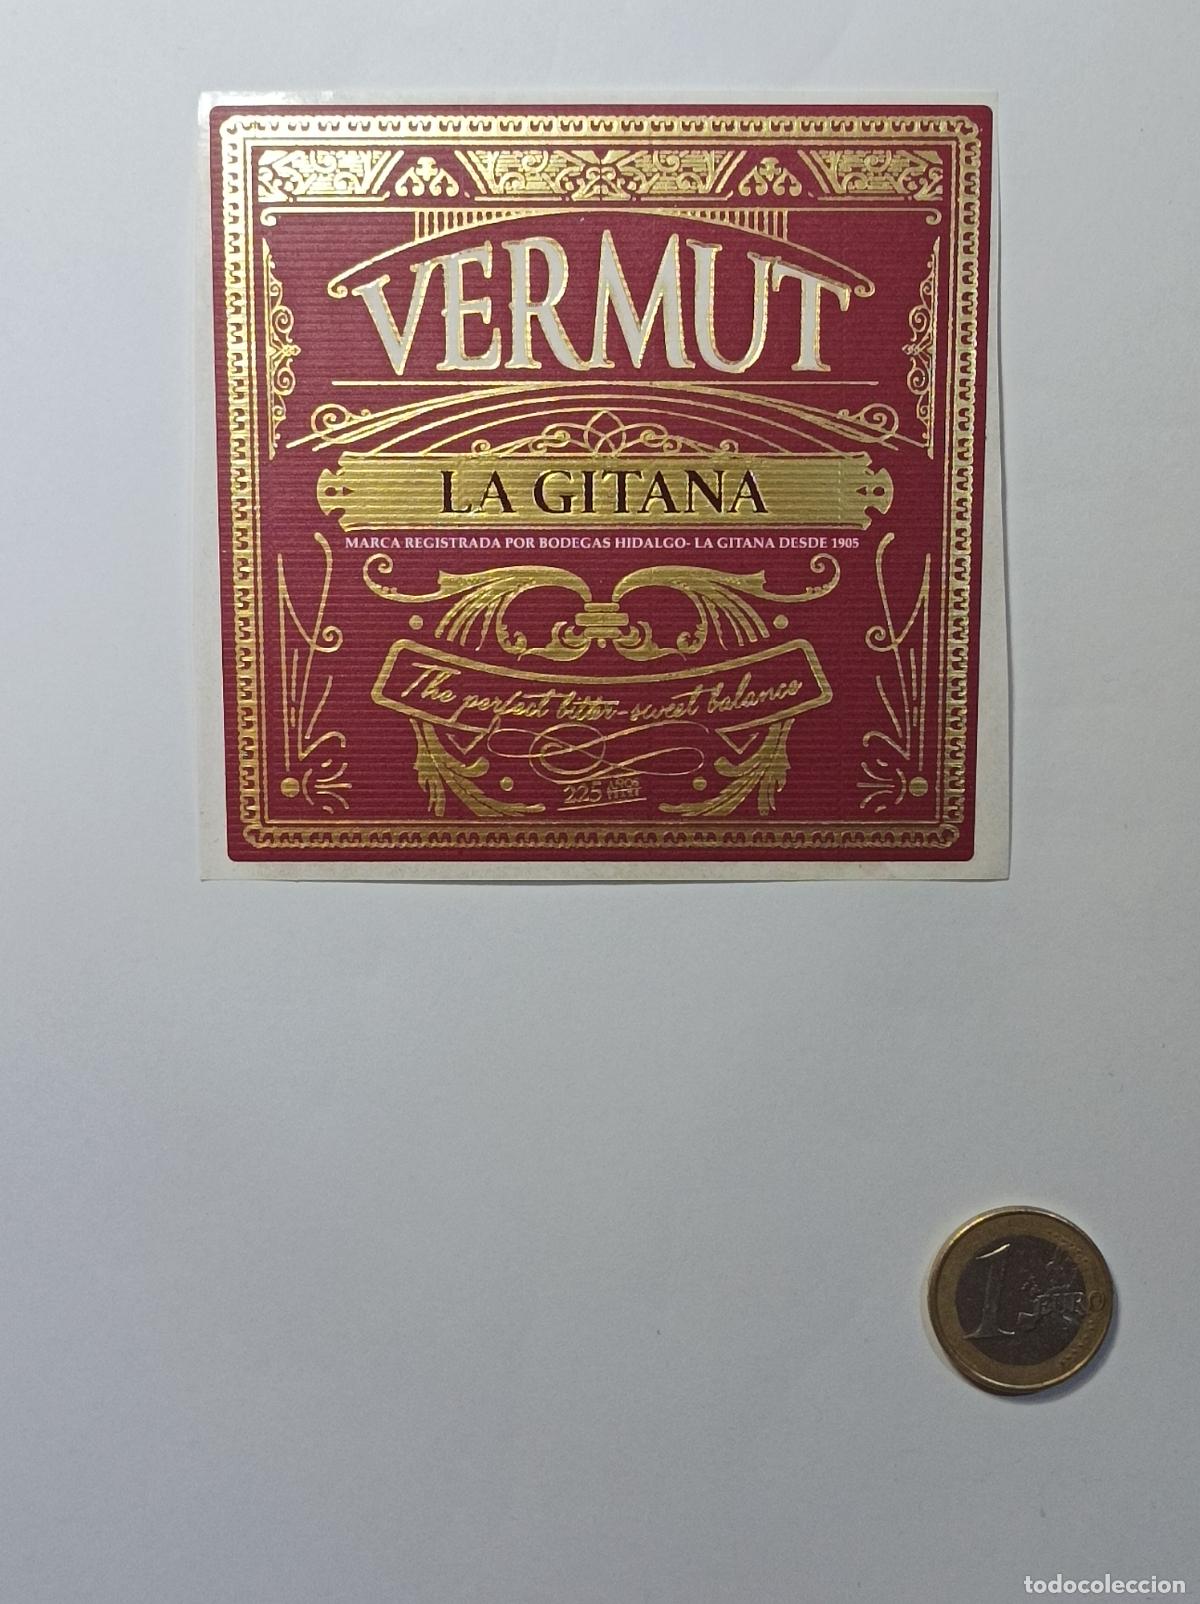 VERMUT
LA GITANA
MARCA REGISTRADA POR BODEGAS HIDALGO- LA GITANA DESDE 1905
The perfect bitter-sweet balance
225 AÑOS
1 EURO
todocoleccion